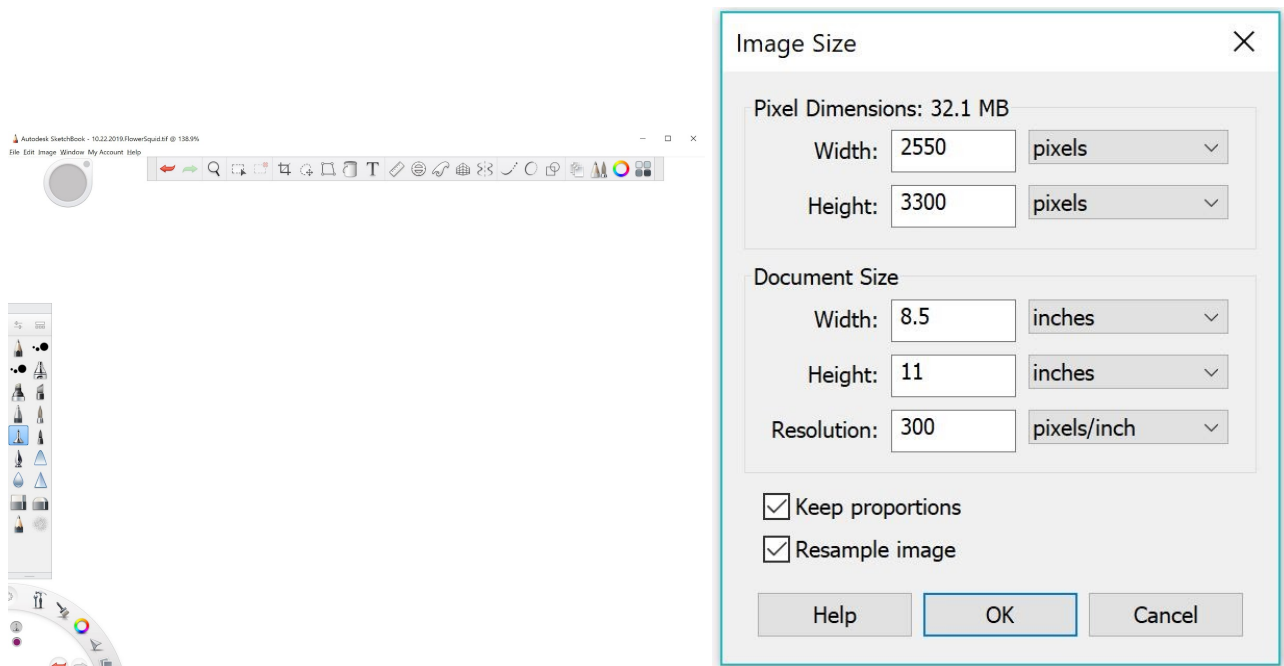 Autodesk SketchBook - 10.22.2019.FlowerSquid.tif @ 138.9%
File Edit Image Window My Account Help
T
Image Size
Pixel Dimensions: 32.1 MB
Width: 2550 pixels
Height: 3300 pixels
Document Size
Width: 8.5 inches
Height: 11 inches
Resolution: 300 pixels/inch
Keep proportions
Resample image
Help OK Cancel